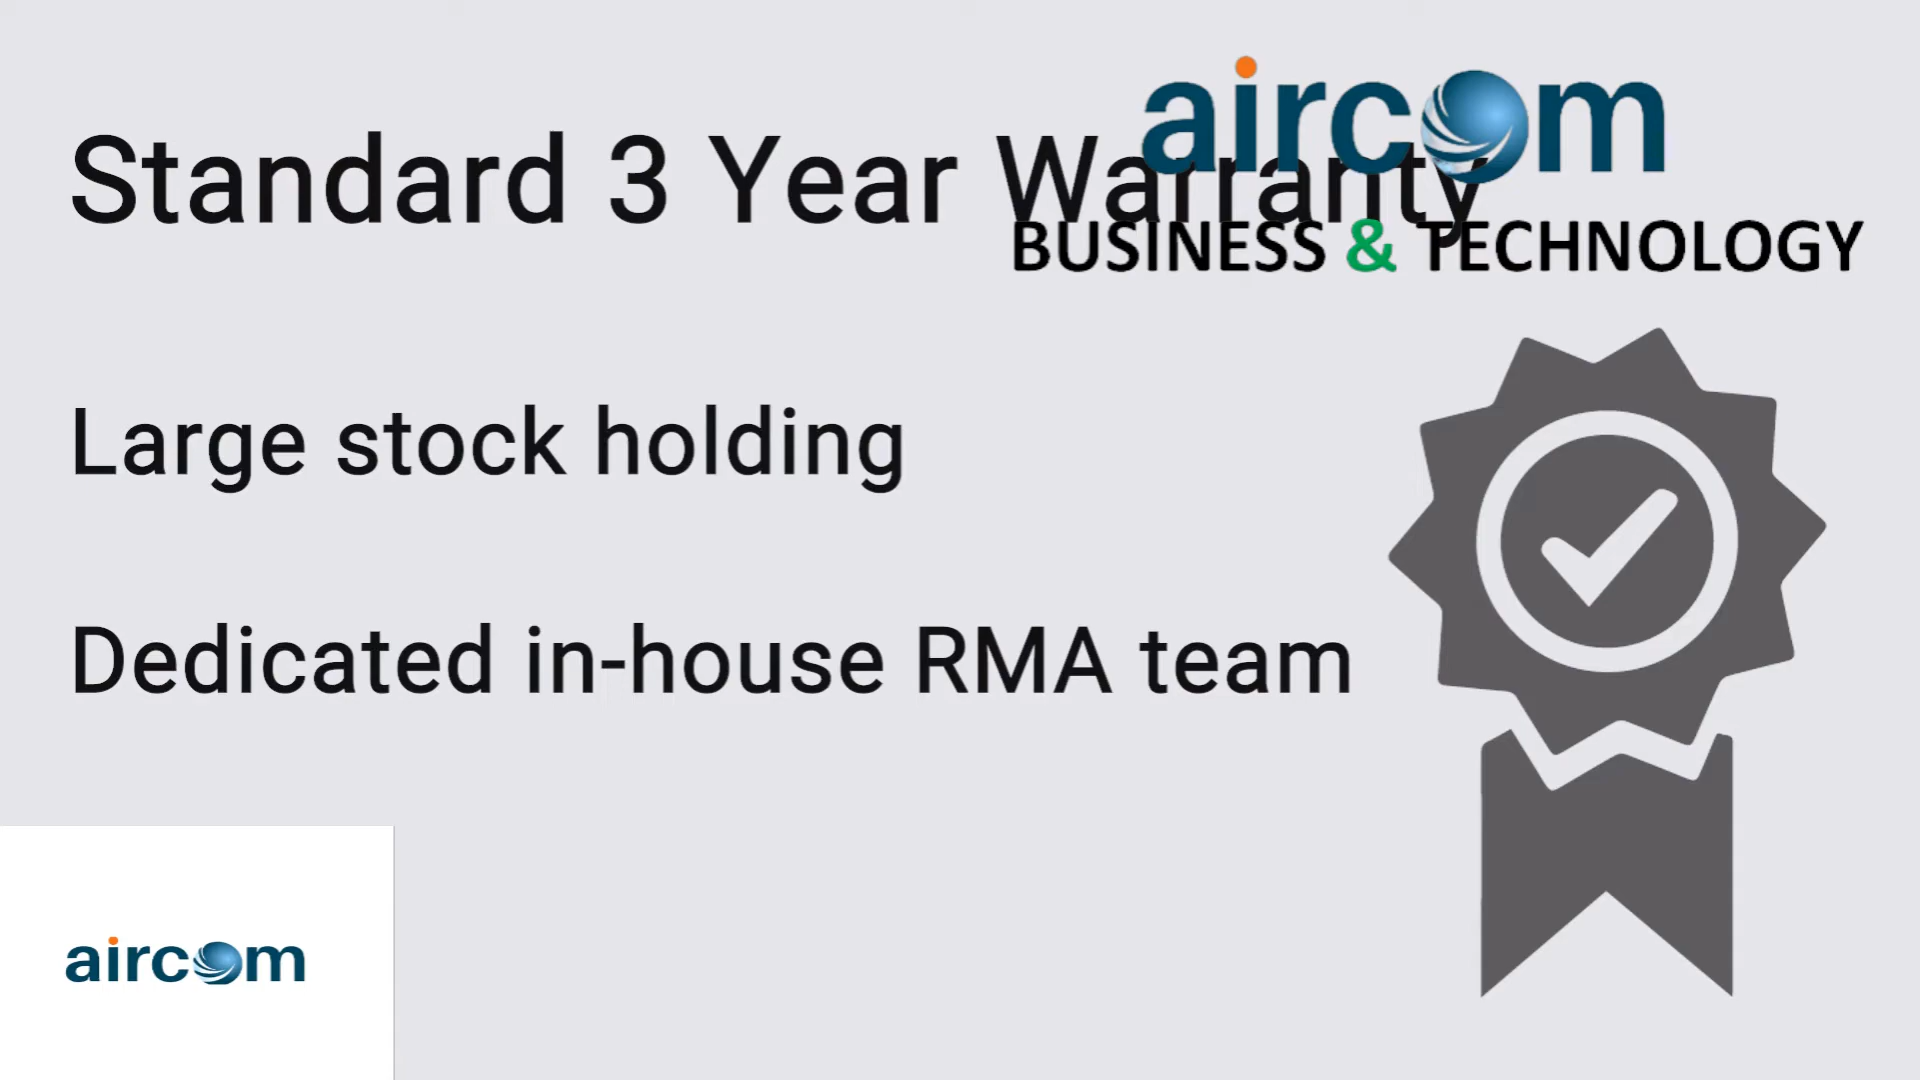 aircom
Standard 3 Year Warranty
BUSINESS & TECHNOLOGY
Large stock holding
Dedicated in-house RMA team
aircom